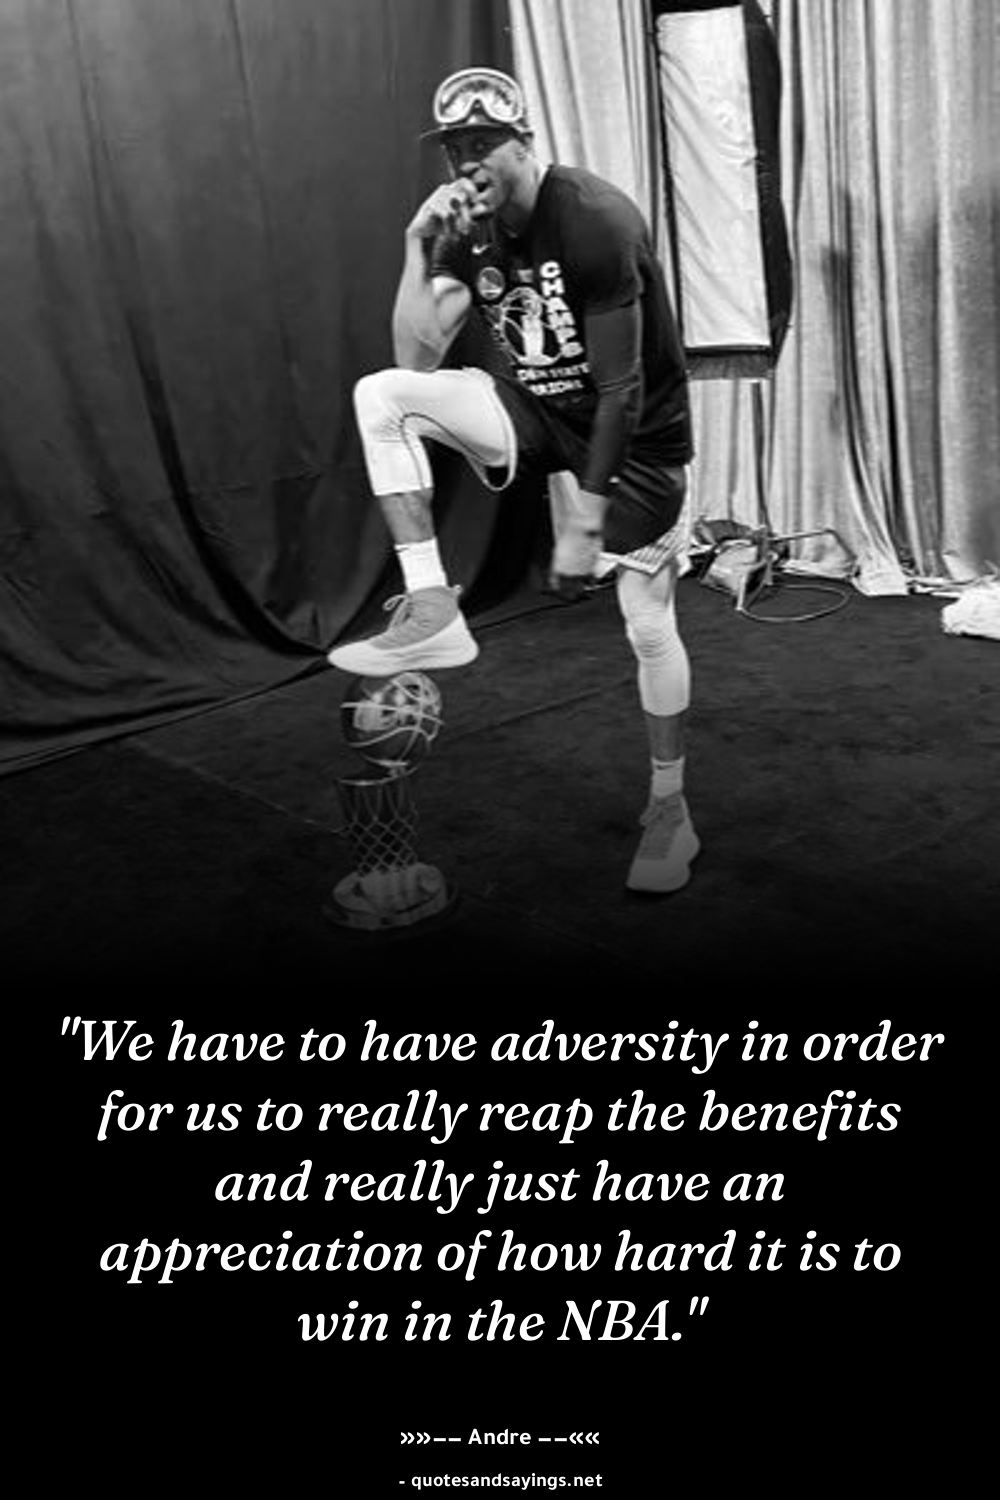 CHAMPS
"We have to have adversity in order
for us to really reap the benefits
and really just have an
appreciation of how hard it is to
win in the NBA."
»»–– Andre ––««
- quotesandsayings.net